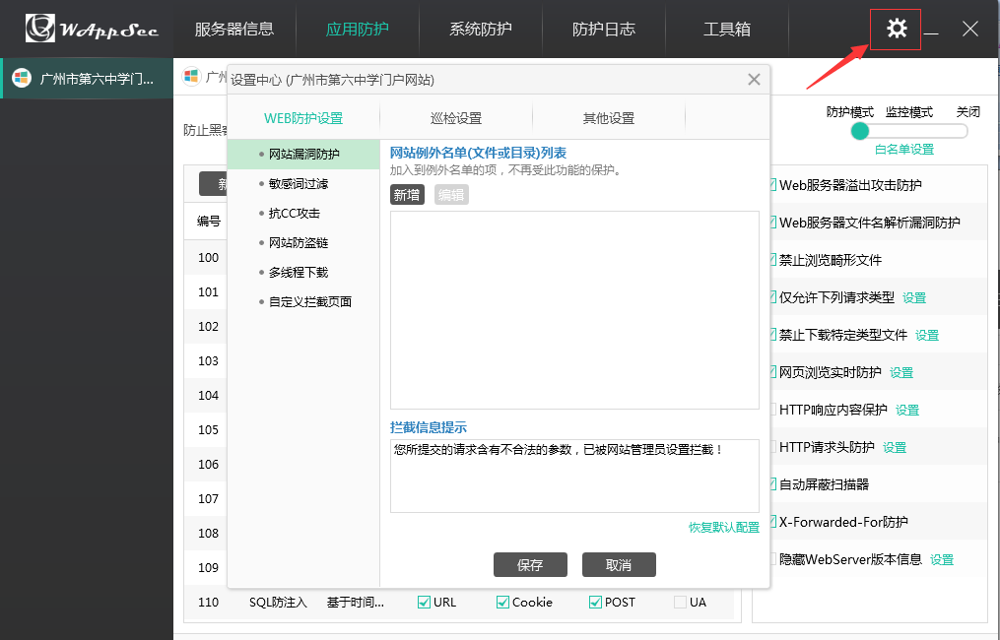 WAppSec
服务器信息
应用防护
系统防护
防护日志
工具箱
广州市第六中学门...
广州
设置中心 (广州市第六中学门户网站)
防护模式 监控模式 关闭
白名单设置
防止黑客
编号
100
101
102
103
104
105
106
107
108
109
110 SQL防注入 基于时间... URL Cookie POST UA
WEB防护设置
巡检设置
其他设置
网站漏洞防护
敏感词过滤
抗CC攻击
网站防盗链
多线程下载
自定义拦截页面
网站例外名单(文件或目录)列表
加入到例外名单的项，不再受此功能的保护。
新增 编辑
拦截信息提示
您所提交的请求含有不合法的参数，已被网站管理员设置拦截！
恢复默认配置
保存 取消
Web服务器溢出攻击防护
Web服务器文件名解析漏洞防护
禁止浏览畸形文件
仅允许下列请求类型 设置
禁止下载特定类型文件 设置
网页浏览实时防护 设置
HTTP响应内容保护 设置
HTTP请求头防护 设置
自动屏蔽扫描器
X-Forwarded-For防护
隐藏WebServer版本信息 设置